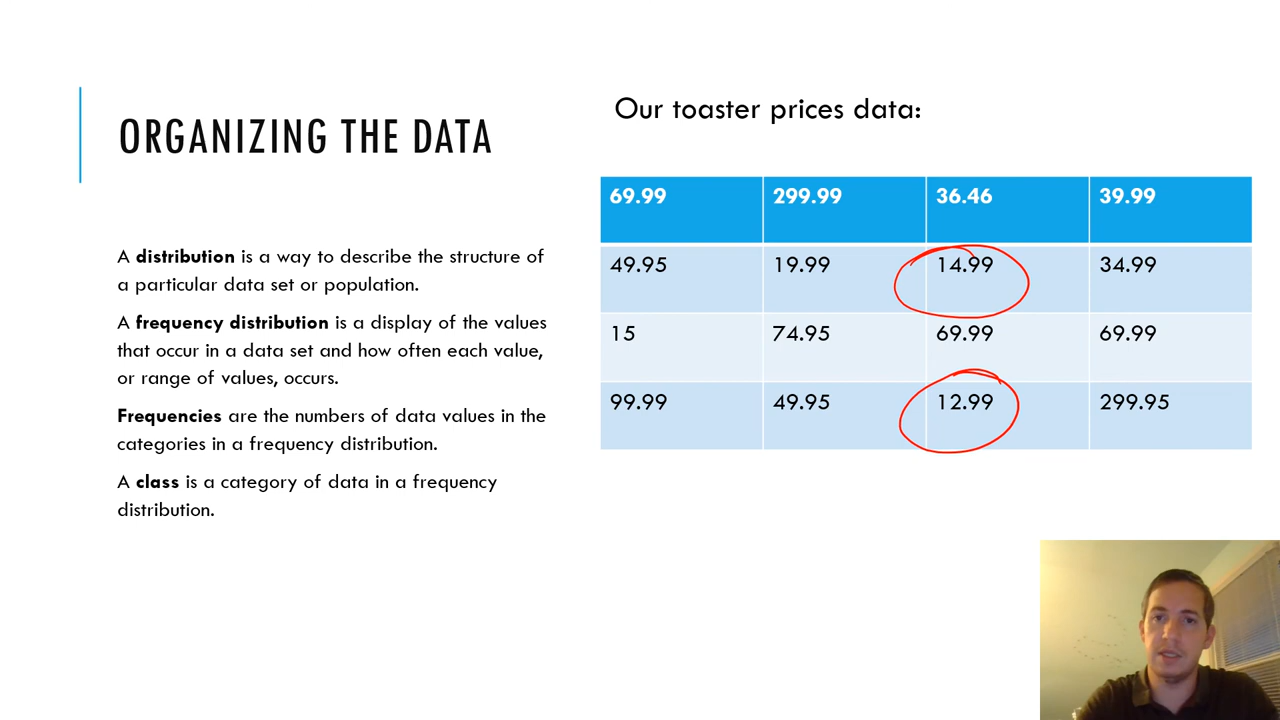 ORGANIZING THE DATA
A distribution is a way to describe the structure of
a particular data set or population.
A frequency distribution is a display of the values
that occur in a data set and how often each value,
or range of values, occurs.
Frequencies are the numbers of data values in the
categories in a frequency distribution.
A class is a category of data in a frequency
distribution.
Our toaster prices data:
69.99 299.99 36.46 39.99
49.95 19.99 14.99 34.99
15 74.95 69.99 69.99
99.99 49.95 12.99 299.95